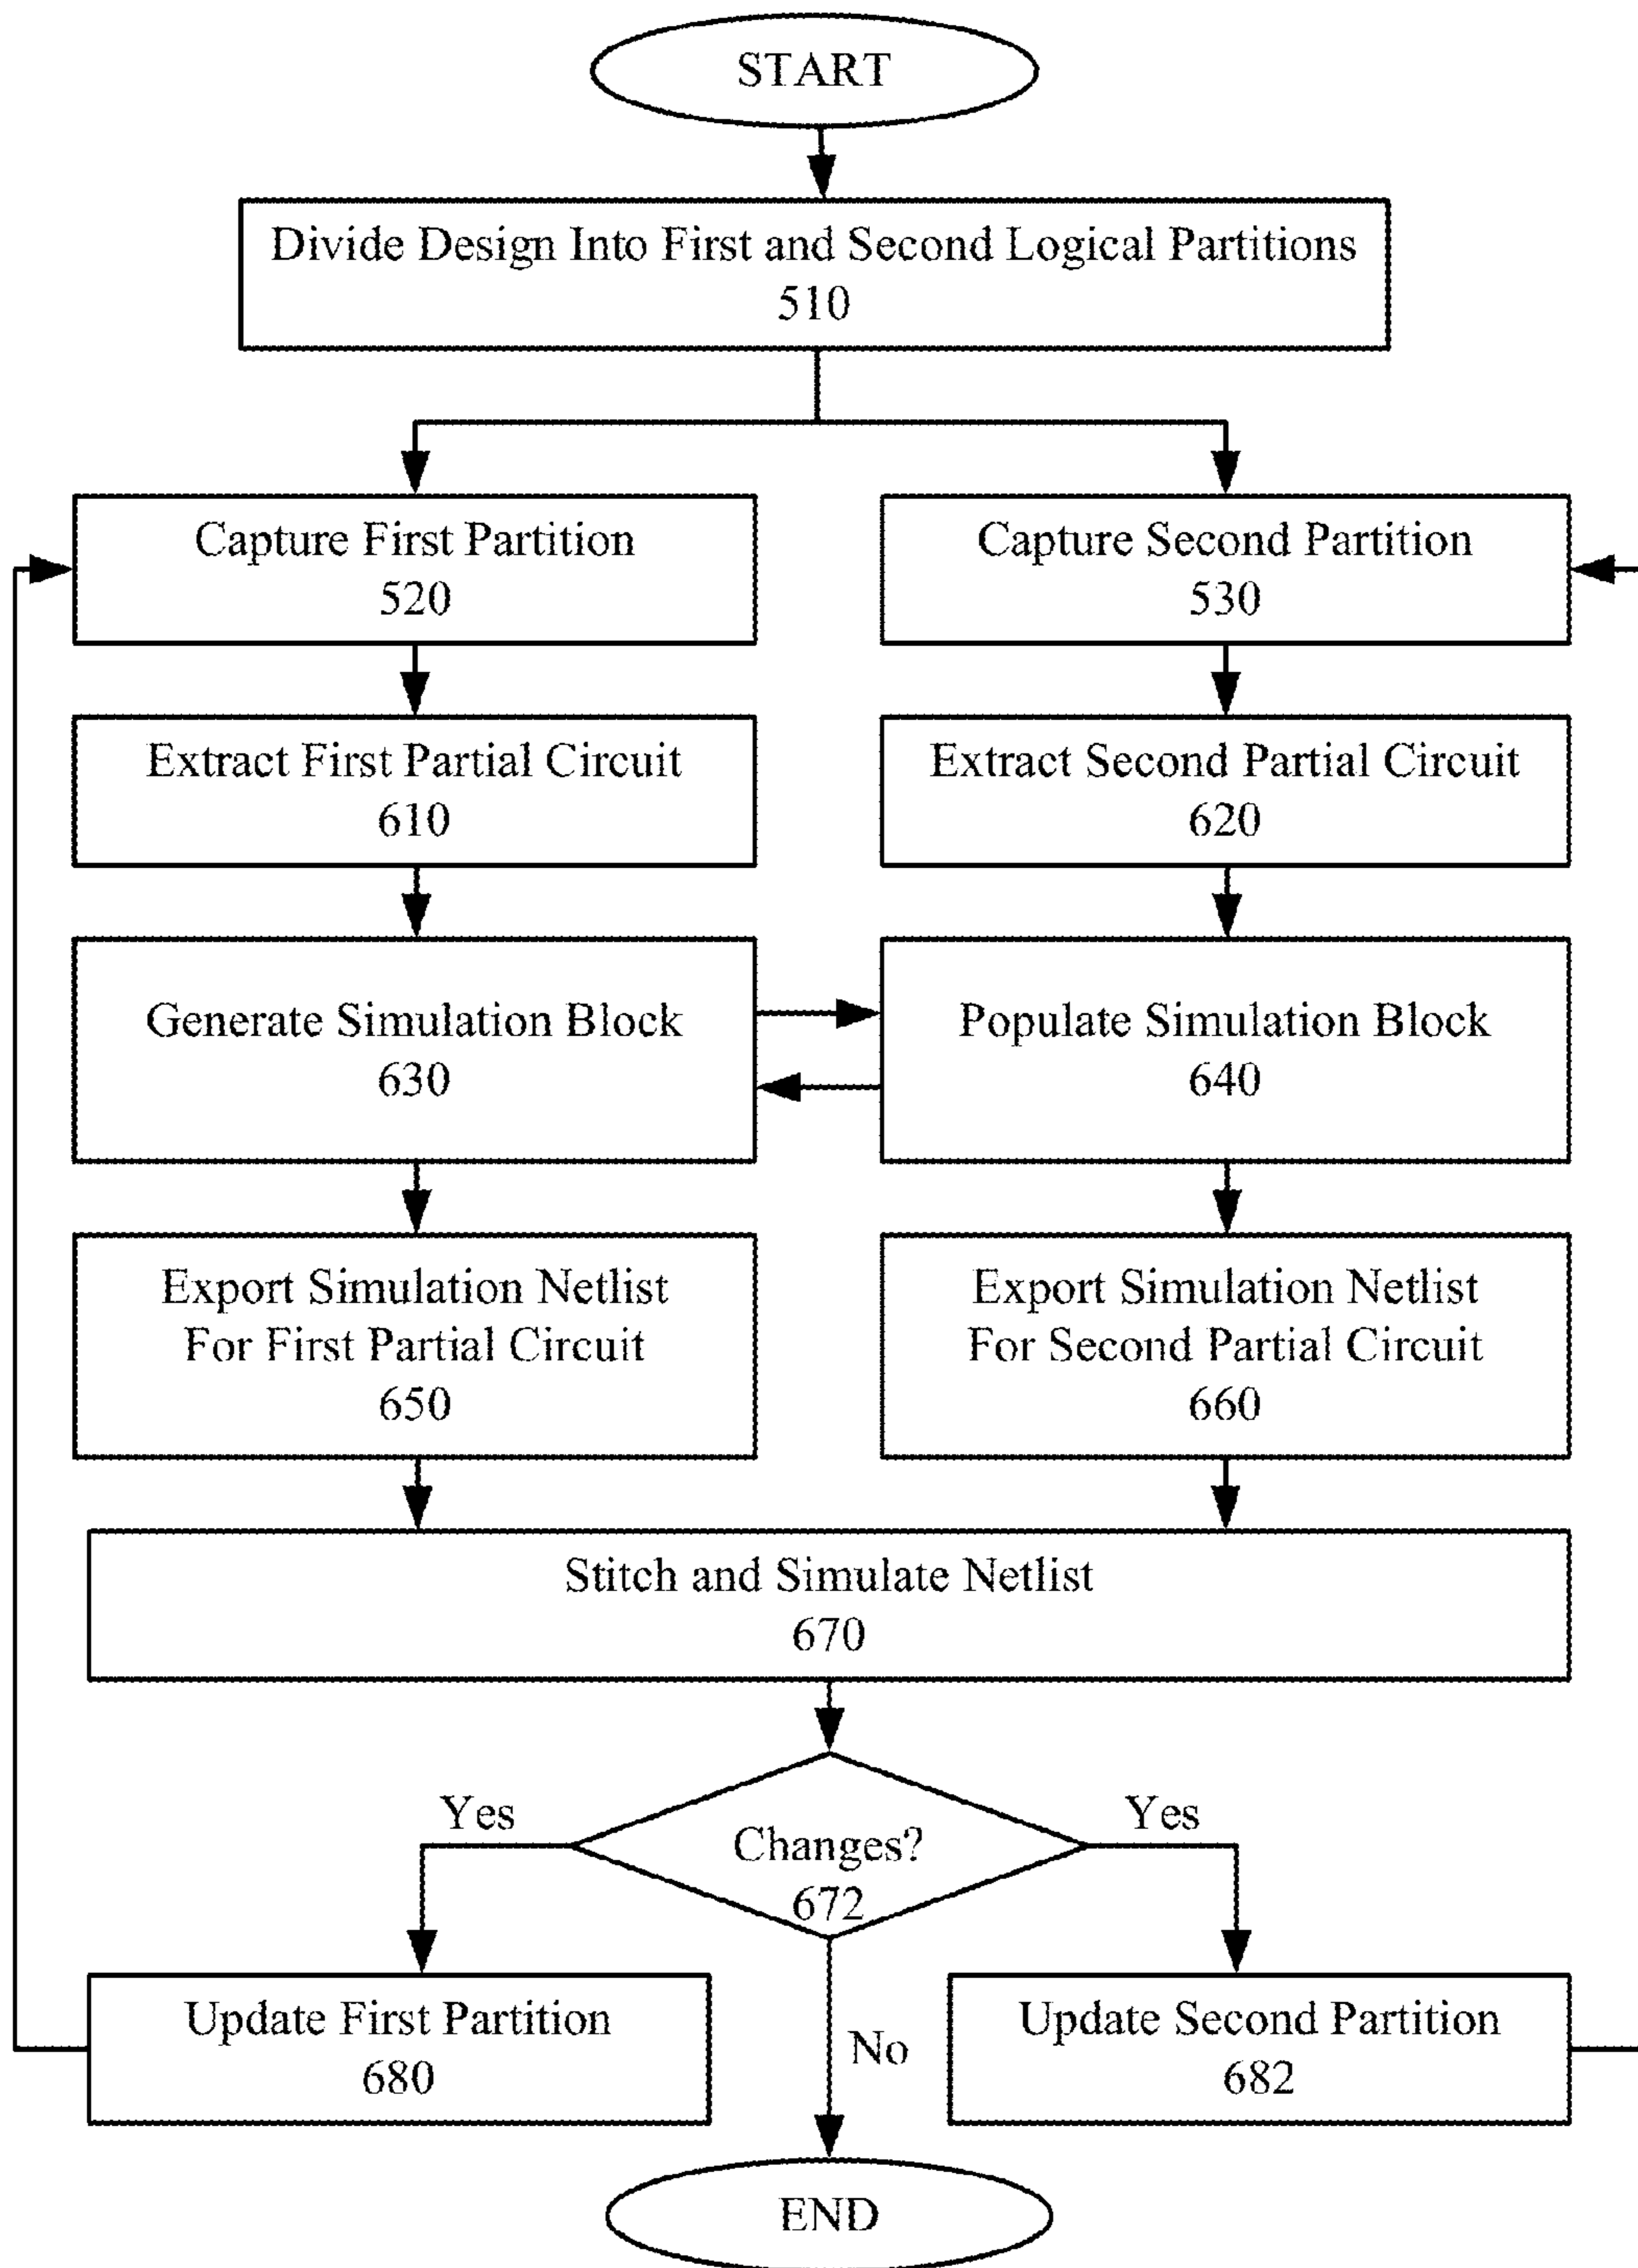 START
Divide Design Into First and Second Logical Partitions
510
Capture First Partition
520
Capture Second Partition
530
Extract First Partial Circuit
610
Extract Second Partial Circuit
620
Generate Simulation Block
630
Populate Simulation Block
640
Export Simulation Netlist
For First Partial Circuit
650
Export Simulation Netlist
For Second Partial Circuit
660
Stitch and Simulate Netlist
670
Yes
Changes?
672
Yes
Update First Partition
680
No
Update Second Partition
682
END